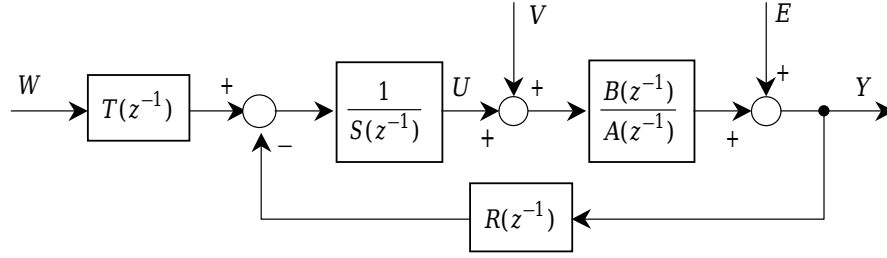 V
E
W
T(z⁻¹)
+
−
1
S(z⁻¹)
U
+
+
B(z⁻¹)
A(z⁻¹)
+
+
Y
R(z⁻¹)